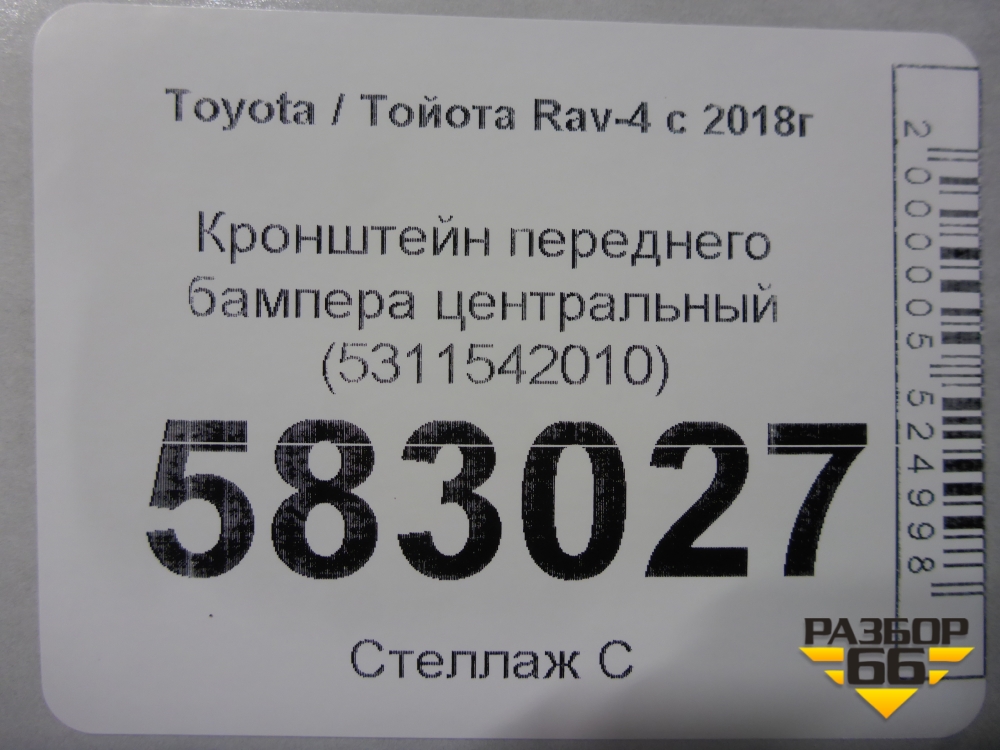 Toyota / Тойота Rav-4 с 2018г
Кронштейн переднего
бампера центральный
(5311542010)
583027
Стеллаж С
2000005524998
РАЗБОР
66